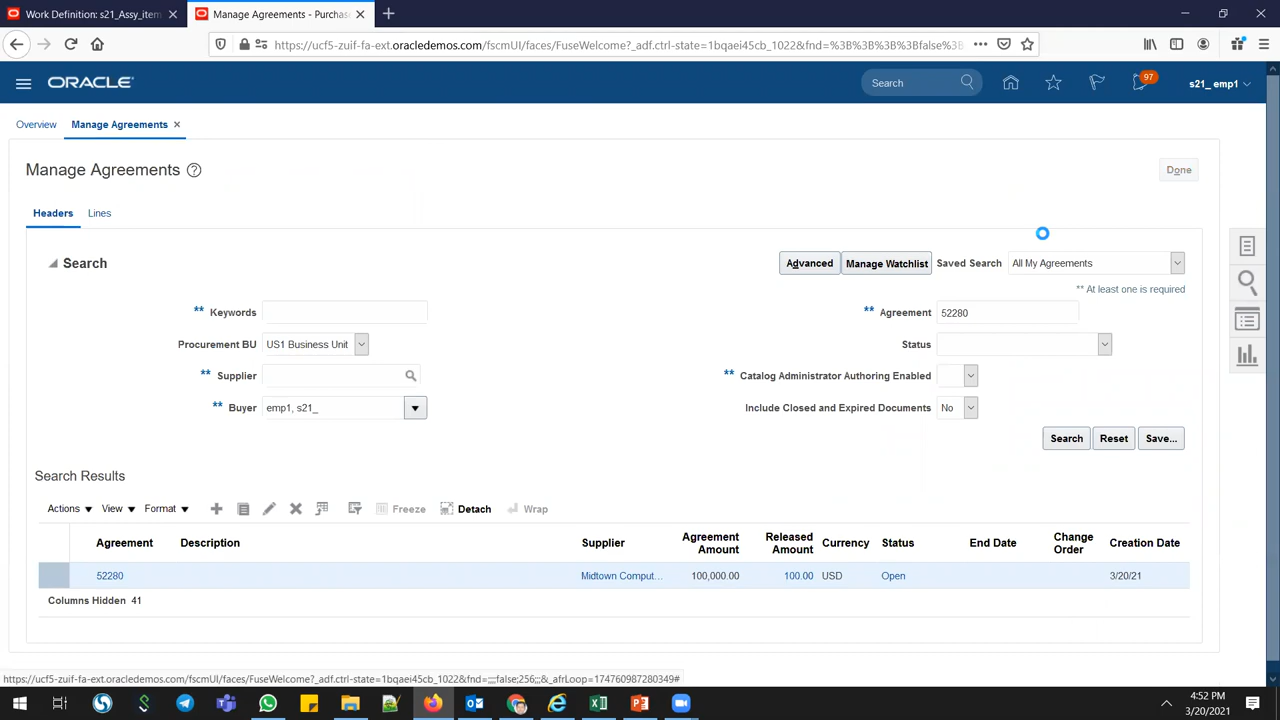 Work Definition: s21_Assy_item
Manage Agreements - Purchase
https://ucf5-zuif-fa-ext.oracledemos.com/fscmUI/faces/FuseWelcome?_adf.ctrl-state=1bqaei45cb_1022&fnd=%3B%3B%3B%3Bfalse%3B
ORACLE
Search
97
s21_ emp1
Overview
Manage Agreements
Manage Agreements
Done
Headers
Lines
Search
Advanced
Manage Watchlist
Saved Search
All My Agreements
** At least one is required
** Keywords
** Agreement 52280
Procurement BU US1 Business Unit
Status
** Supplier
** Catalog Administrator Authoring Enabled
** Buyer emp1, s21_
Include Closed and Expired Documents No
Search
Reset
Save...
Search Results
Actions
View
Format
Freeze
Detach
Wrap
Agreement
Description
Supplier
Agreement Amount
Released Amount
Currency
Status
End Date
Change Order
Creation Date
52280
Midtown Comput...
100,000.00
100.00
USD
Open
3/20/21
Columns Hidden 41
https://ucf5-zuif-fa-ext.oracledemos.com/fscmUI/faces/FuseWelcome?_adf.ctrl-state=1bqaei45cb_1022&fnd=;;;;false;256;;;&_afrLoop=174760987280349#
4:52 PM
3/20/2021